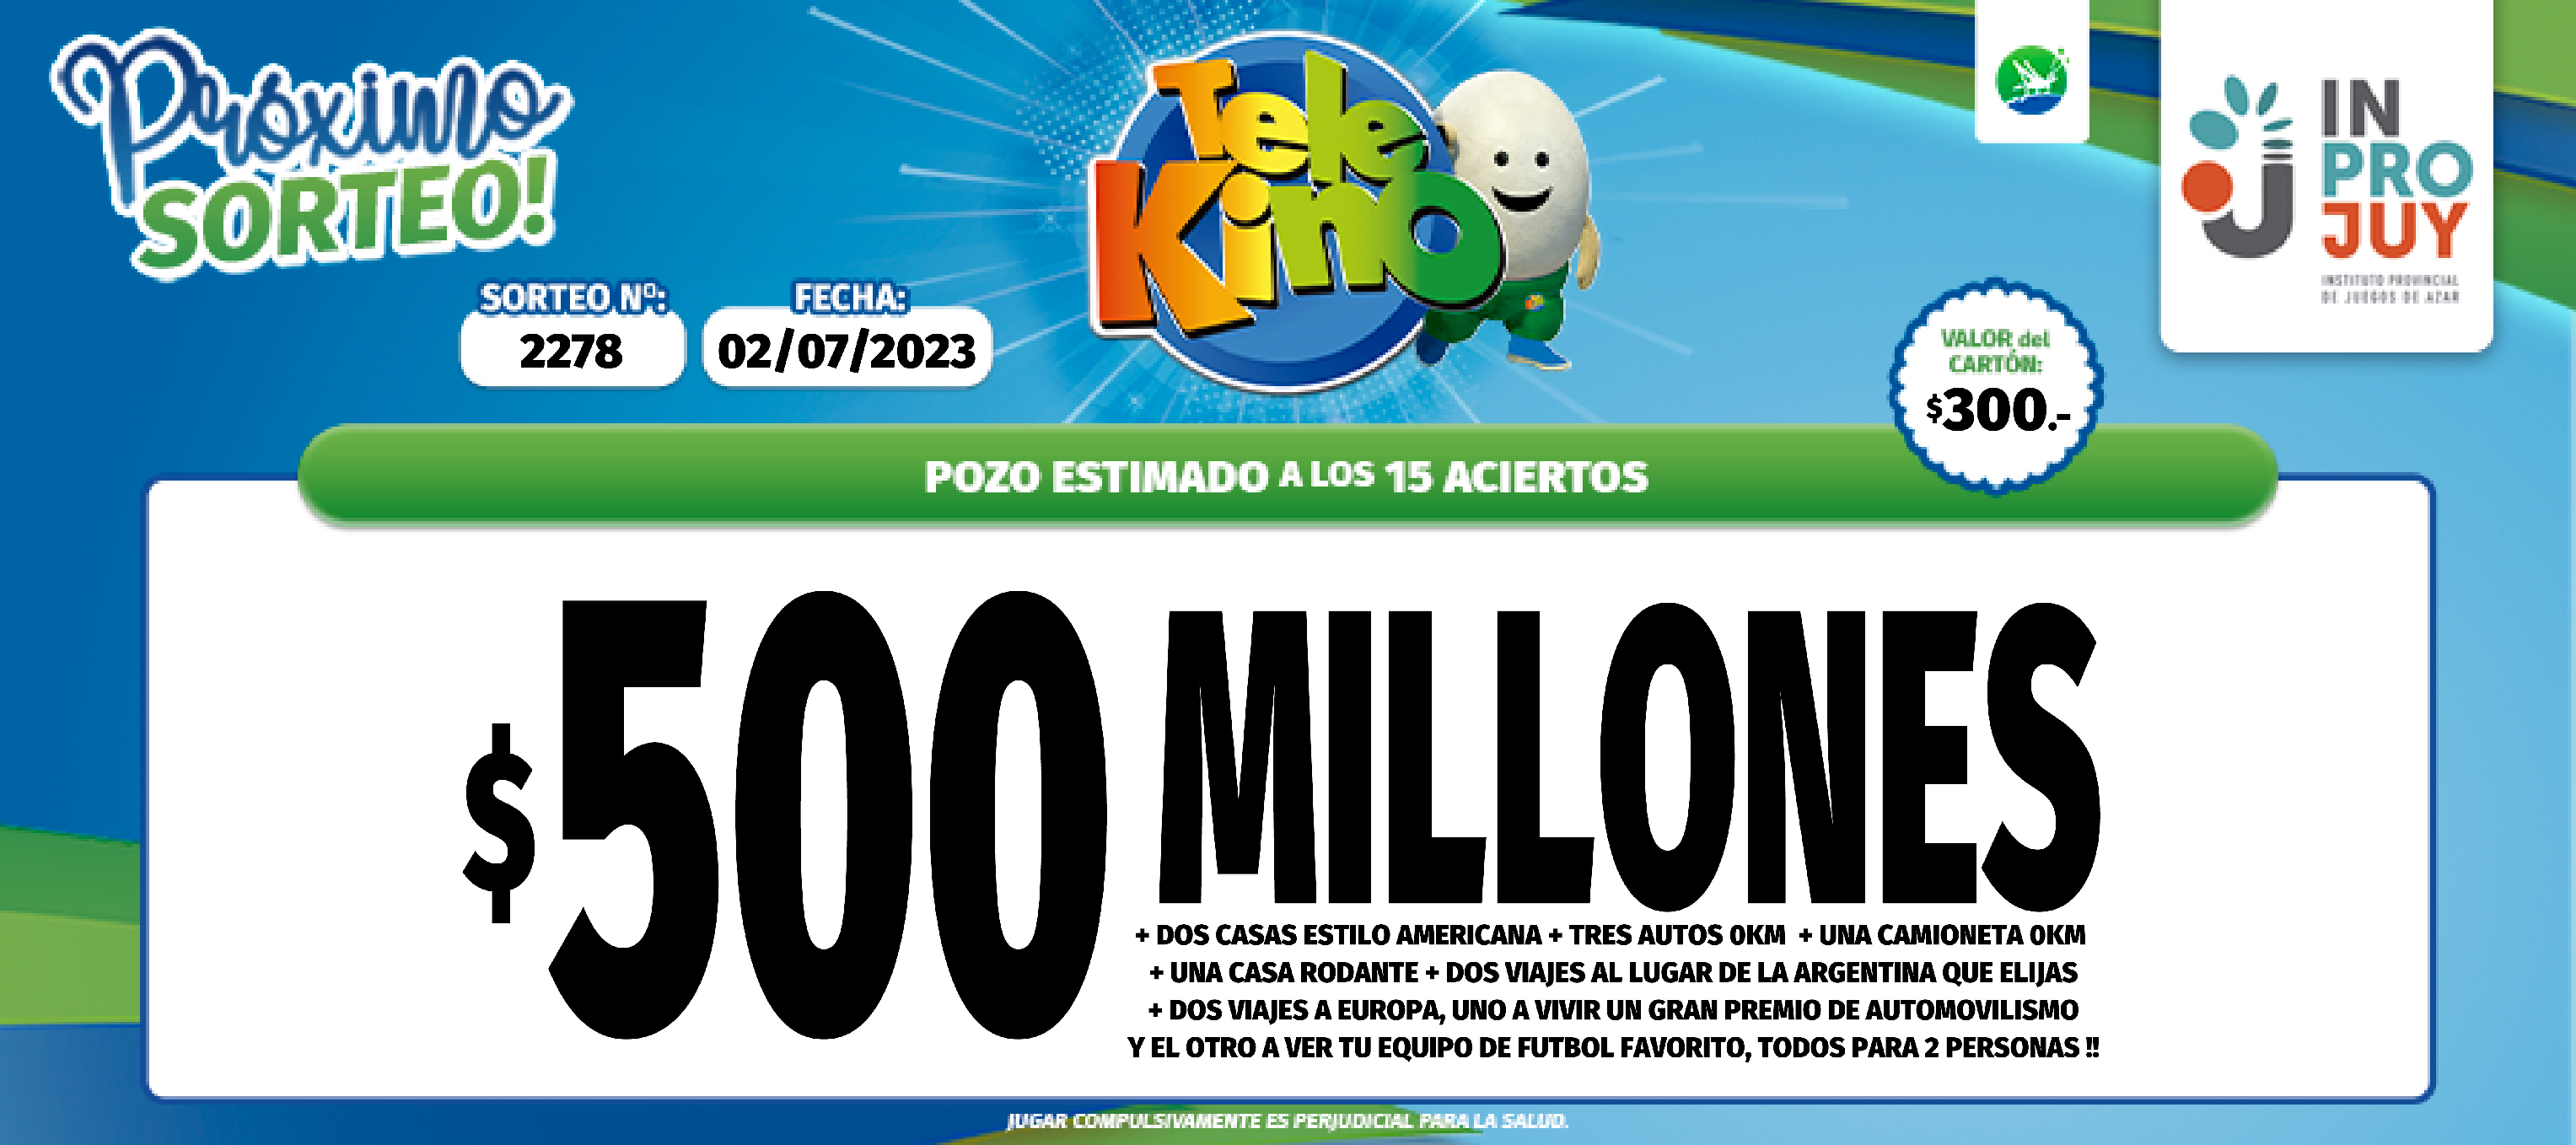 Próximo
SORTEO!
SORTEO Nº:
2278
FECHA:
02/07/2023
Tele
Kino
IN
PRO
JUY
INSTITUTO PROVINCIAL
DE JUEGOS DE AZAR
VALOR del
CARTÓN:
$300.-
POZO ESTIMADO A LOS 15 ACIERTOS
$500 MILLONES
+ DOS CASAS ESTILO AMERICANA + TRES AUTOS 0KM + UNA CAMIONETA 0KM
+ UNA CASA RODANTE + DOS VIAJES AL LUGAR DE LA ARGENTINA QUE ELIJAS
+ DOS VIAJES A EUROPA, UNO A VIVIR UN GRAN PREMIO DE AUTOMOVILISMO
Y EL OTRO A VER TU EQUIPO DE FUTBOL FAVORITO, TODOS PARA 2 PERSONAS !!
JUGAR COMPULSIVAMENTE ES PERJUDICIAL PARA LA SALUD.